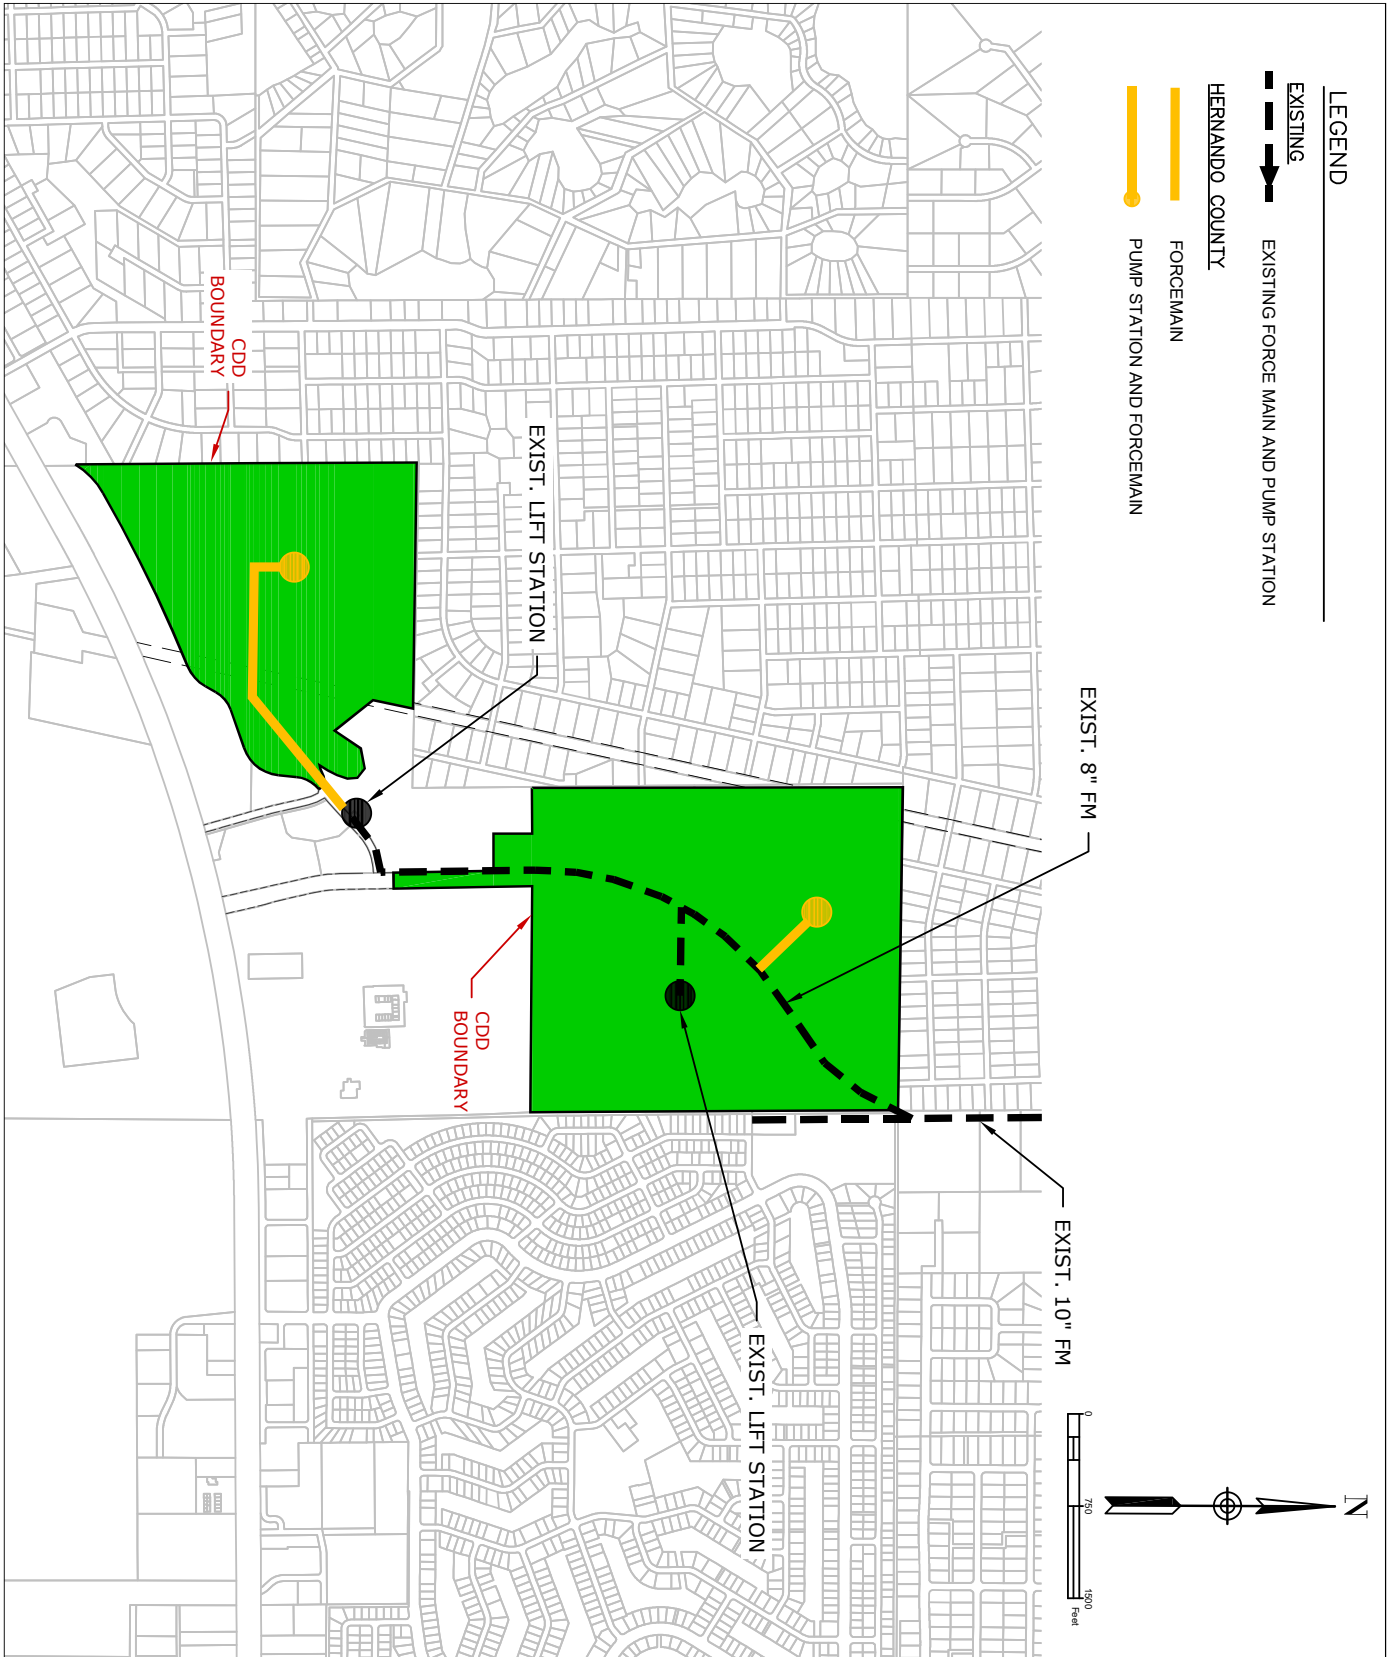 LEGEND
EXISTING
EXISTING FORCE MAIN AND PUMP STATION
HERNANDO COUNTY
FORCEMAIN
PUMP STATION AND FORCEMAIN
N
0
750
1500
Feet
EXIST. 8" FM
EXIST. 10" FM
EXIST. LIFT STATION
CDD
BOUNDARY
CDD
BOUNDARY
EXIST. LIFT STATION